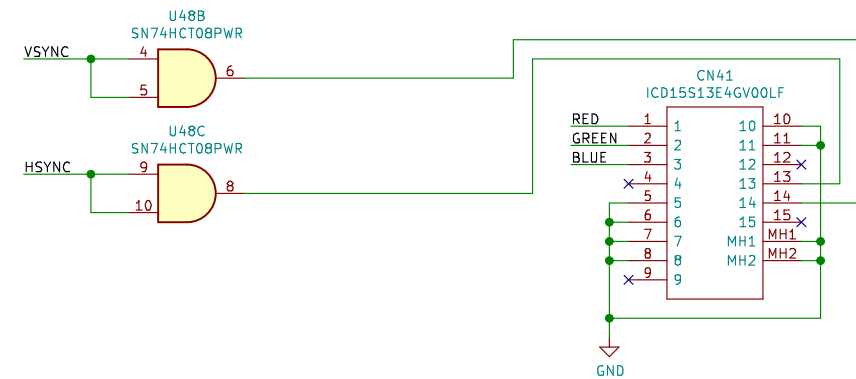 U48B
SN74HCT08PWR
VSYNC
4
5
6
U48C
SN74HCT08PWR
HSYNC
9
10
8
CN41
ICD15S13E4GV00LF
RED 1 1 10 10
GREEN 2 2 11 11
BLUE 3 3 12 12
4 4 13 13
5 5 14 14
6 6 15 15
7 7 MH1 MH1
8 8 MH2 MH2
9 9
GND